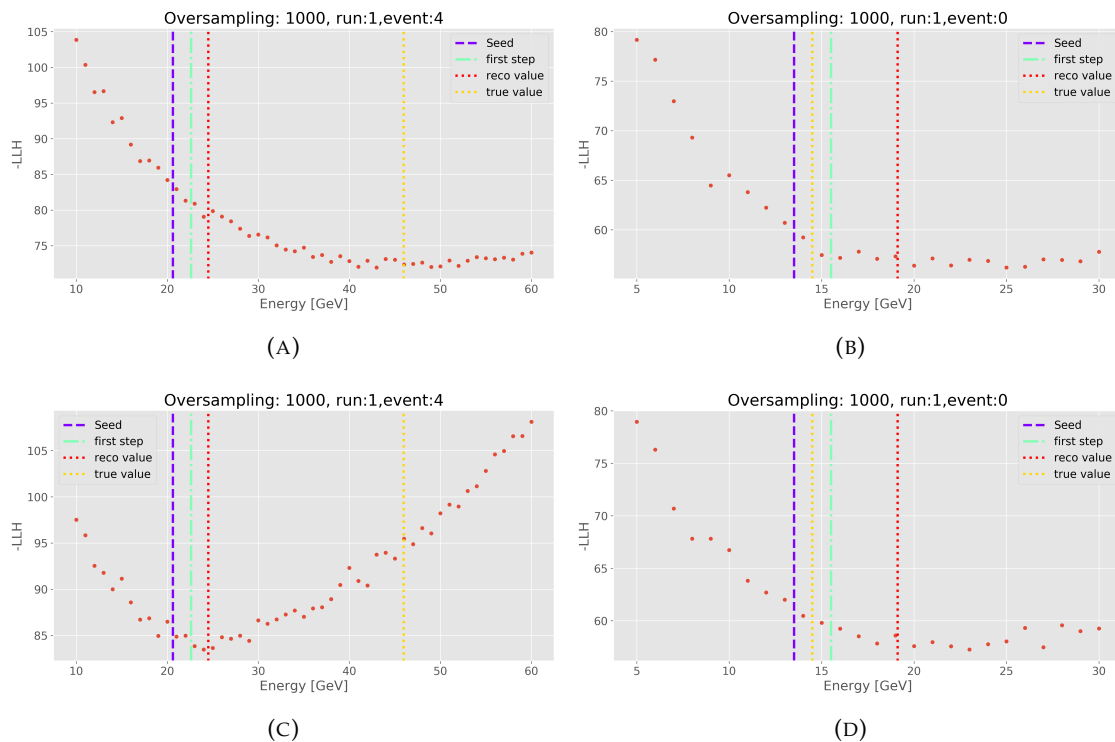 Oversampling: 1000, run:1,event:4
105
100
95
90
85
80
75
-LLH
10 20 30 40 50 60
Energy [GeV]
Seed
first step
reco value
true value
(A)
Oversampling: 1000, run:1,event:0
80
75
70
65
60
-LLH
5 10 15 20 25 30
Energy [GeV]
Seed
first step
reco value
true value
(B)
Oversampling: 1000, run:1,event:4
105
100
95
90
85
-LLH
10 20 30 40 50 60
Energy [GeV]
Seed
first step
reco value
true value
(C)
Oversampling: 1000, run:1,event:0
80
75
70
65
60
-LLH
5 10 15 20 25 30
Energy [GeV]
Seed
first step
reco value
true value
(D)